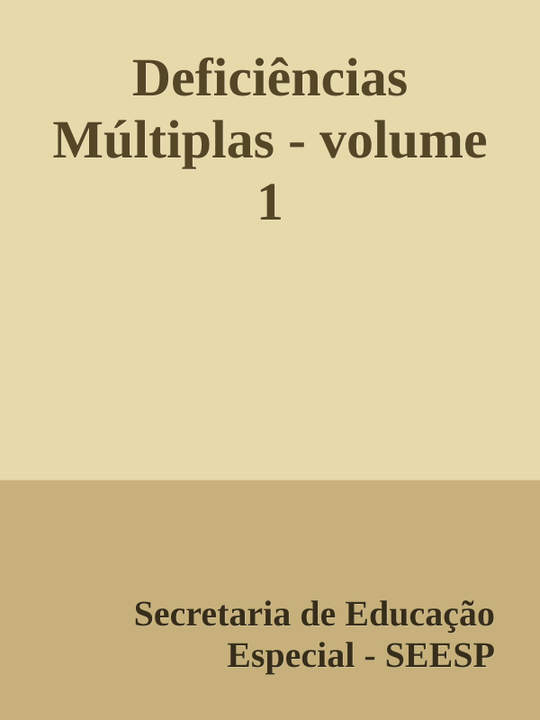 Deficiências
Múltiplas - volume
1
Secretaria de Educação
Especial - SEESP